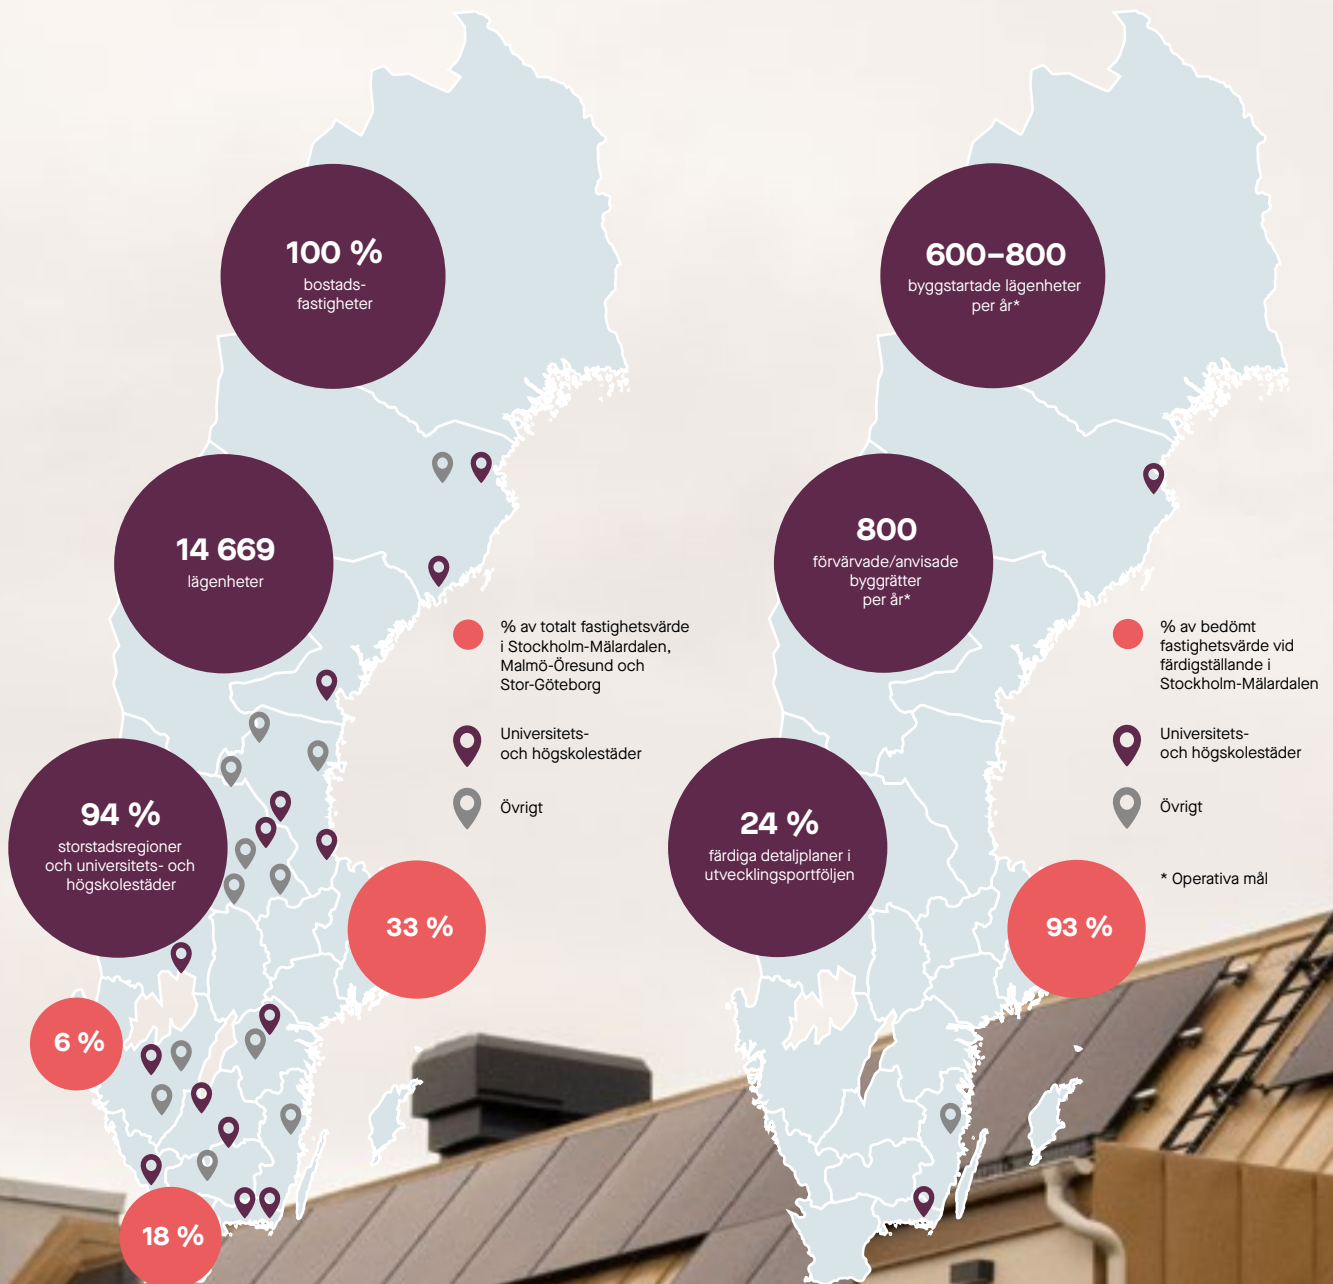 100 %
bostads-
fastigheter
14 669
lägenheter
94 %
storstadsregioner
och universitets- och
högskolestäder
33 %
6 %
18 %
% av totalt fastighetsvärde
i Stockholm-Mälardalen,
Malmö-Öresund och
Stor-Göteborg
Universitets-
och högskolestäder
Övrigt
600–800
byggstartade lägenheter
per år*
800
förvärvade/anvisade
byggrätter
per år*
24 %
färdiga detaljplaner i
utvecklingsportföljen
93 %
% av bedömt
fastighetsvärde vid
färdigställande i
Stockholm-Mälardalen
Universitets-
och högskolestäder
Övrigt
* Operativa mål